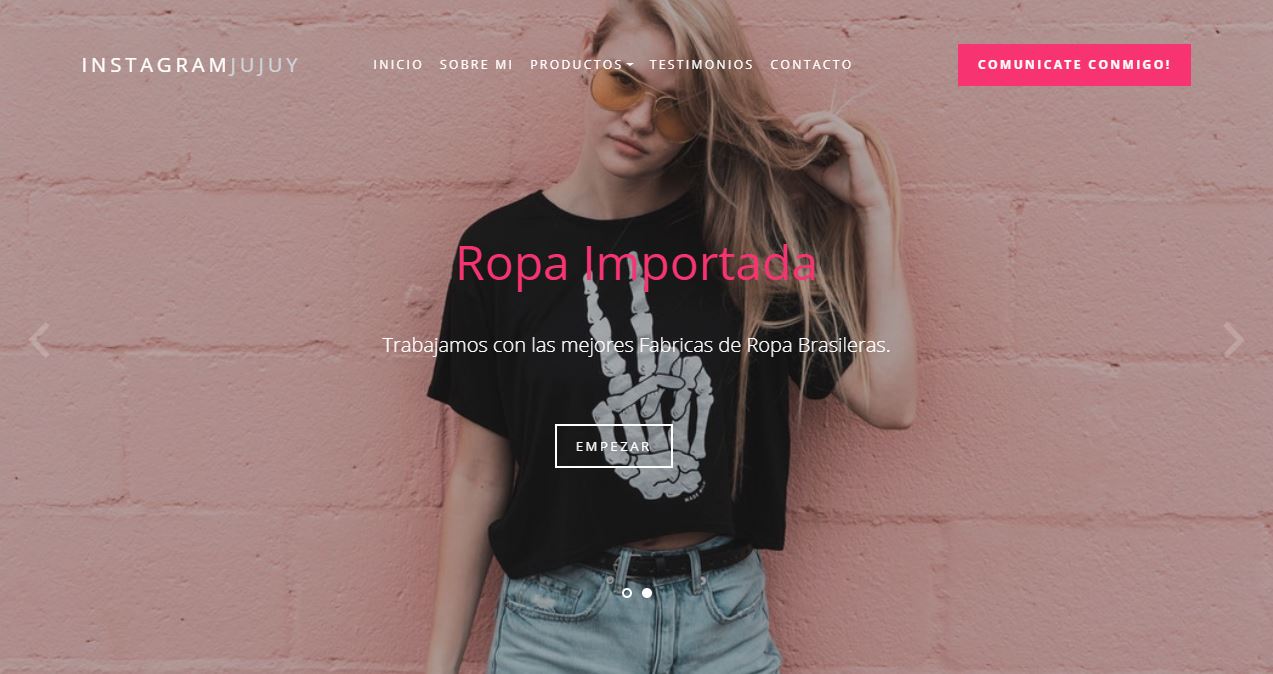 INSTAGRAMJUJUY
INICIO SOBRE MI PRODUCTOS TESTIMONIOS CONTACTO
COMUNICATE CONMIGO!
Ropa Importada
Trabajamos con las mejores Fabricas de Ropa Brasileras.
EMPEZAR